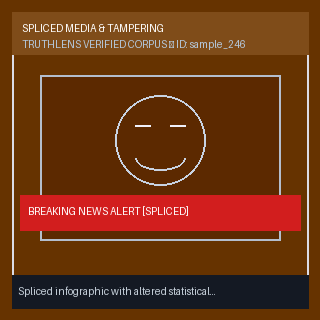 SPLICED MEDIA & TAMPERING
TRUTHLENS VERIFIED CORPUS ID: sample_246
BREAKING NEWS ALERT [SPLICED]
Spliced infographic with altered statistical...